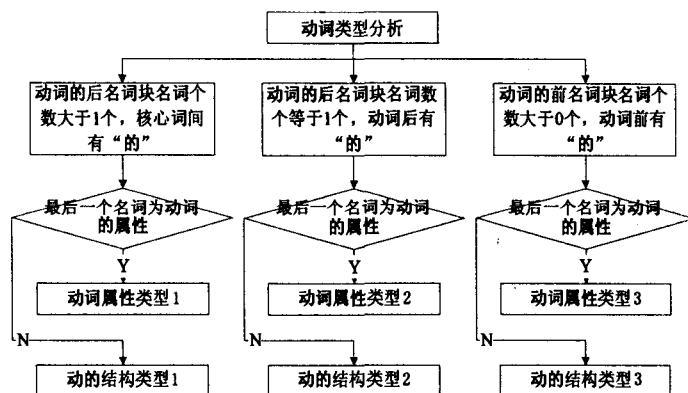 动词类型分析
动词的后名词块名词个
数大于1个，核心词间
有“的”
动词的后名词块名词数
个等于1个，动词后有
“的”
动词的前名词块名词个
数大于0个，动词前有
“的”
最后一个名词为动词
的属性
最后一个名词为动词
的属性
最后一个名词为动词
的属性
Y
Y
Y
动词属性类型1
动词属性类型2
动词属性类型3
N
N
N
动的结构类型1
动的结构类型2
动的结构类型3